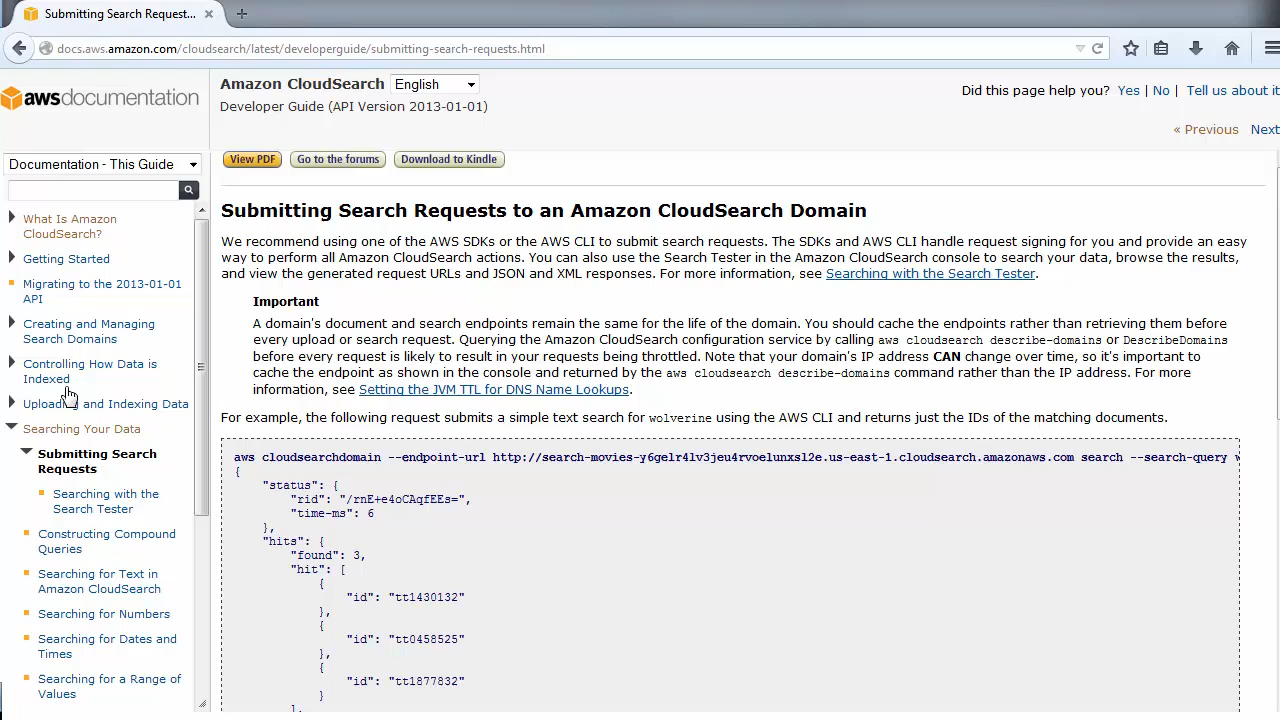 Submitting Search Request...
docs.aws.amazon.com/cloudsearch/latest/developerguide/submitting-search-requests.html
awsdocumentation
Amazon CloudSearch
English
Developer Guide (API Version 2013-01-01)
Did this page help you? Yes | No | Tell us about it
« Previous Next
Documentation - This Guide
What Is Amazon
CloudSearch?
Getting Started
Migrating to the 2013-01-01
API
Creating and Managing
Search Domains
Controlling How Data is
Indexed
and Indexing Data
Searching Your Data
Submitting Search
Requests
Searching with the
Search Tester
Constructing Compound
Queries
Searching for Text in
Amazon CloudSearch
Searching for Numbers
Searching for Dates and
Times
Searching for a Range of
Values
View PDF
Go to the forums
Download to Kindle
Submitting Search Requests to an Amazon CloudSearch Domain
We recommend using one of the AWS SDKs or the AWS CLI to submit search requests. The SDKs and AWS CLI handle request signing for you and provide an easy
way to perform all Amazon CloudSearch actions. You can also use the Search Tester in the Amazon CloudSearch console to search your data, browse the results,
and view the generated request URLs and JSON and XML responses. For more information, see Searching with the Search Tester.
Important
A domain's document and search endpoints remain the same for the life of the domain. You should cache the endpoints rather than retrieving them before
every upload or search request. Querying the Amazon CloudSearch configuration service by calling aws cloudsearch describe-domains or DescribeDomains
before every request is likely to result in your requests being throttled. Note that your domain's IP address CAN change over time, so it's important to
cache the endpoint as shown in the console and returned by the aws cloudsearch describe-domains command rather than the IP address. For more
information, see Setting the JVM TTL for DNS Name Lookups.
For example, the following request submits a simple text search for wolverine using the AWS CLI and returns just the IDs of the matching documents.
aws cloudsearchdomain --endpoint-url http://search-movies-y6gelr4lv3jeu4rvoelunxsl2e.us-east-1.cloudsearch.amazonaws.com search --search-query
{
"status": {
"rid": "/rnE+e4oCAqfEEs=",
"time-ms": 6
},
"hits": {
"found": 3,
"hit": [
{
"id": "tt1430132"
},
{
"id": "tt0458525"
},
{
"id": "tt1877832"
}
],